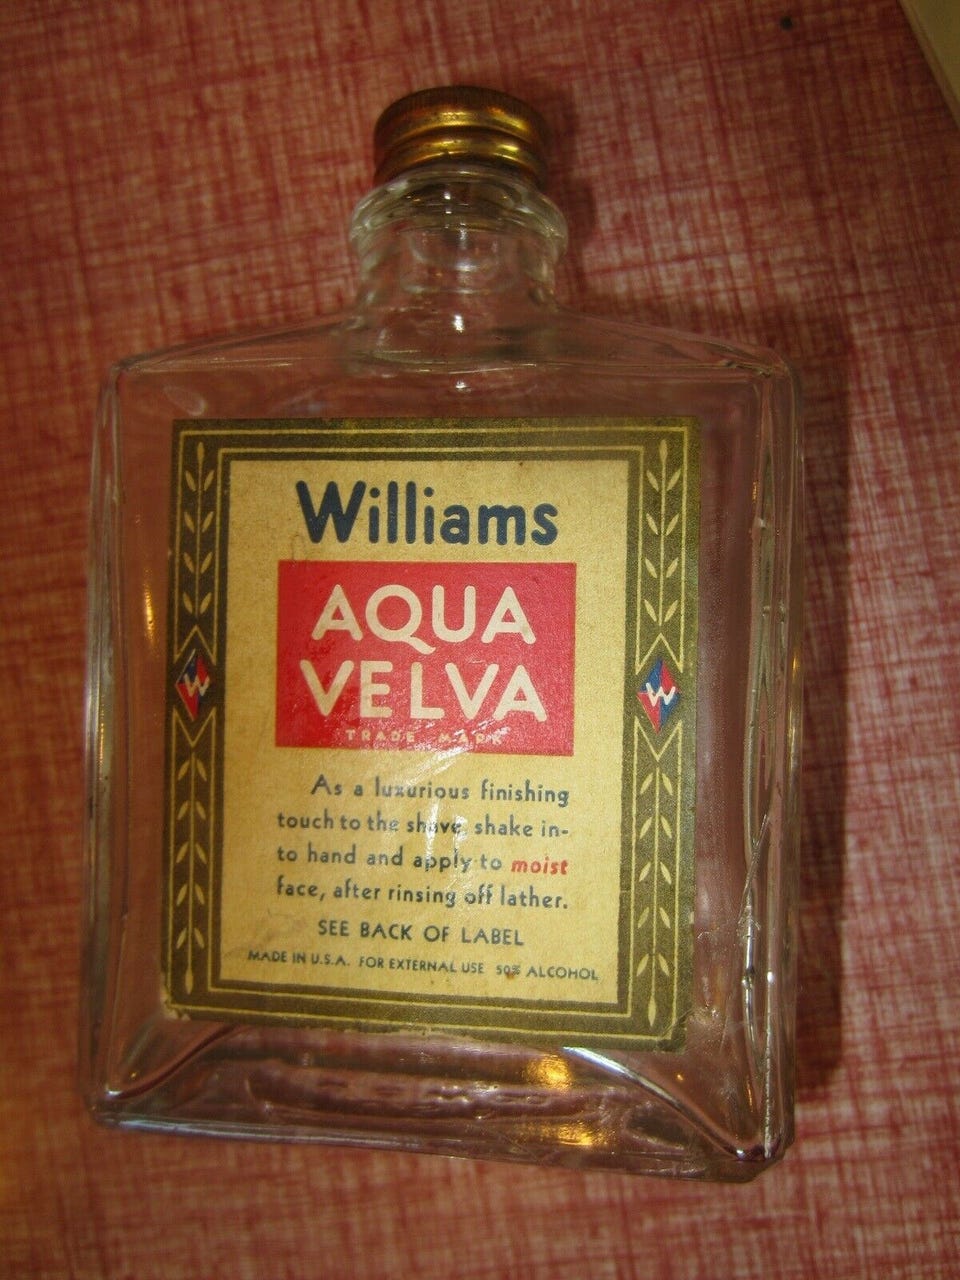 Williams
AQUA
VELVA
TRADE MARK
As a luxurious finishing
touch to the shave, shake in-
to hand and apply to moist
face, after rinsing off lather.
SEE BACK OF LABEL
MADE IN U.S.A. FOR EXTERNAL USE 50% ALCOHOL
W
W